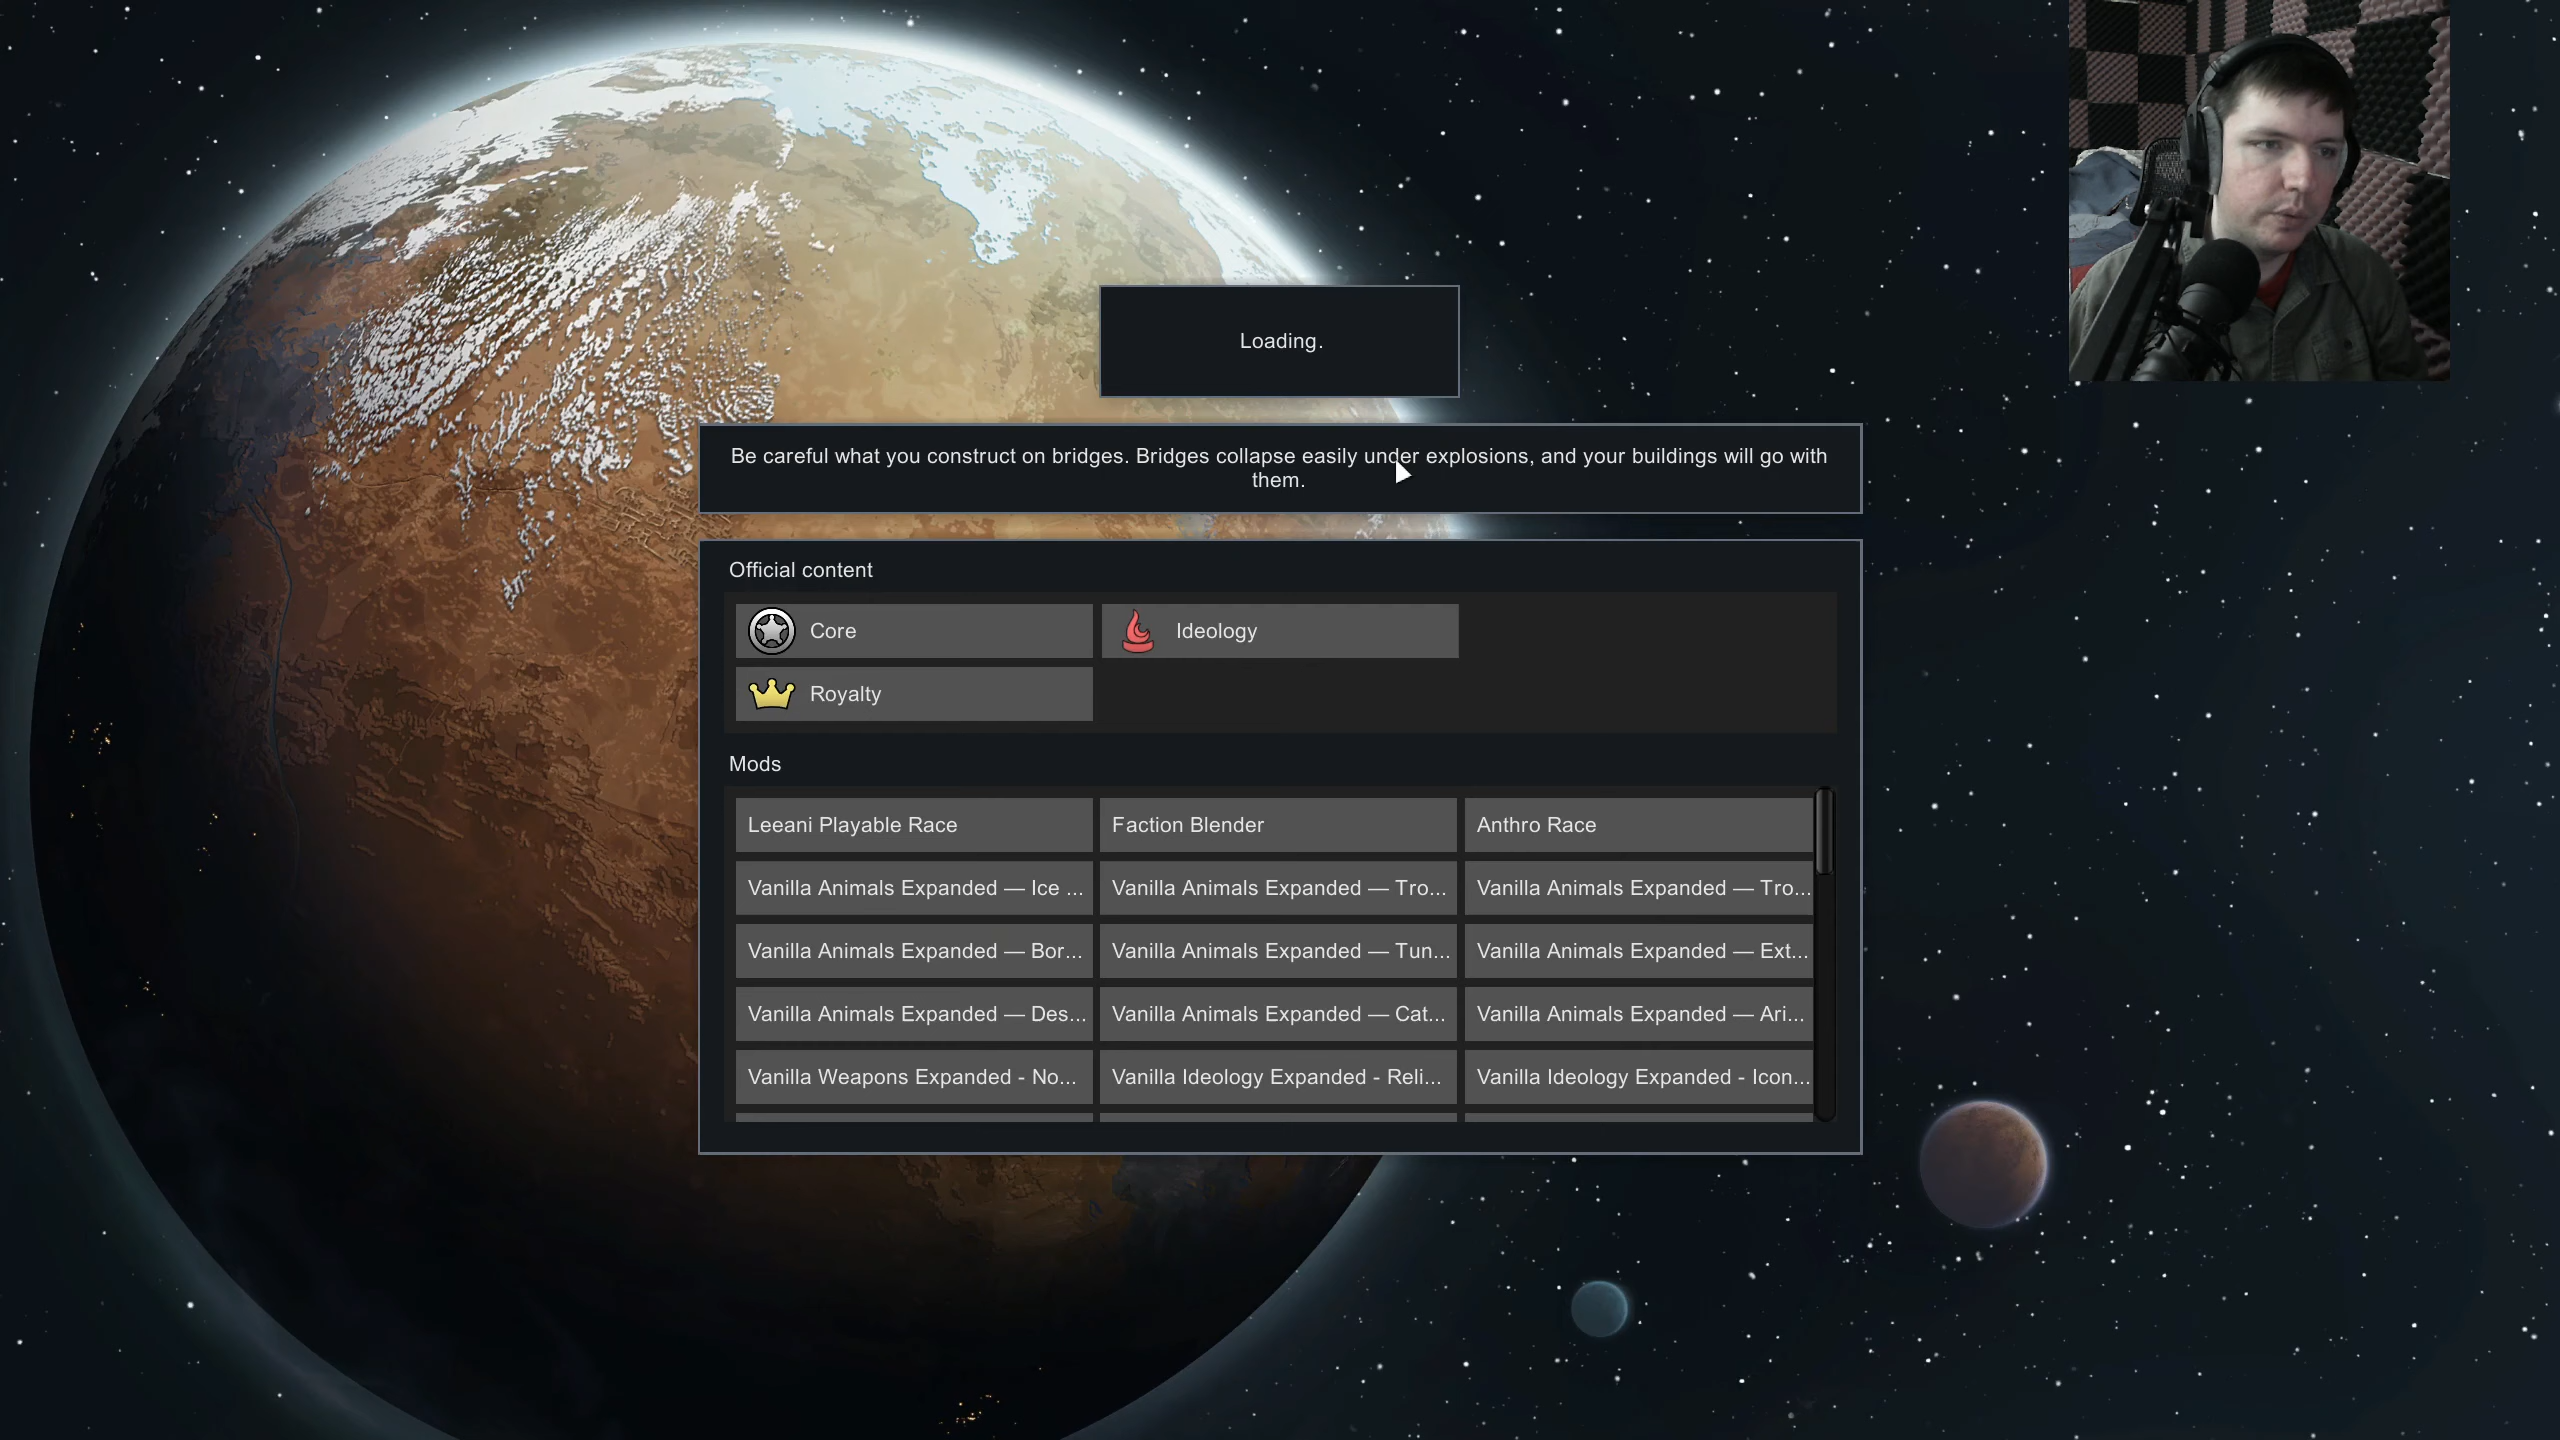 Loading.
Be careful what you construct on bridges. Bridges collapse easily under explosions, and your buildings will go with
them.
Official content
Core
Ideology
Royalty
Mods
Leeani Playable Race
Faction Blender
Anthro Race
Vanilla Animals Expanded — Ice ...
Vanilla Animals Expanded — Tro...
Vanilla Animals Expanded — Tro...
Vanilla Animals Expanded — Bor...
Vanilla Animals Expanded — Tun...
Vanilla Animals Expanded — Ext...
Vanilla Animals Expanded — Des...
Vanilla Animals Expanded — Cat...
Vanilla Animals Expanded — Ari...
Vanilla Weapons Expanded - No...
Vanilla Ideology Expanded - Reli...
Vanilla Ideology Expanded - Icon...